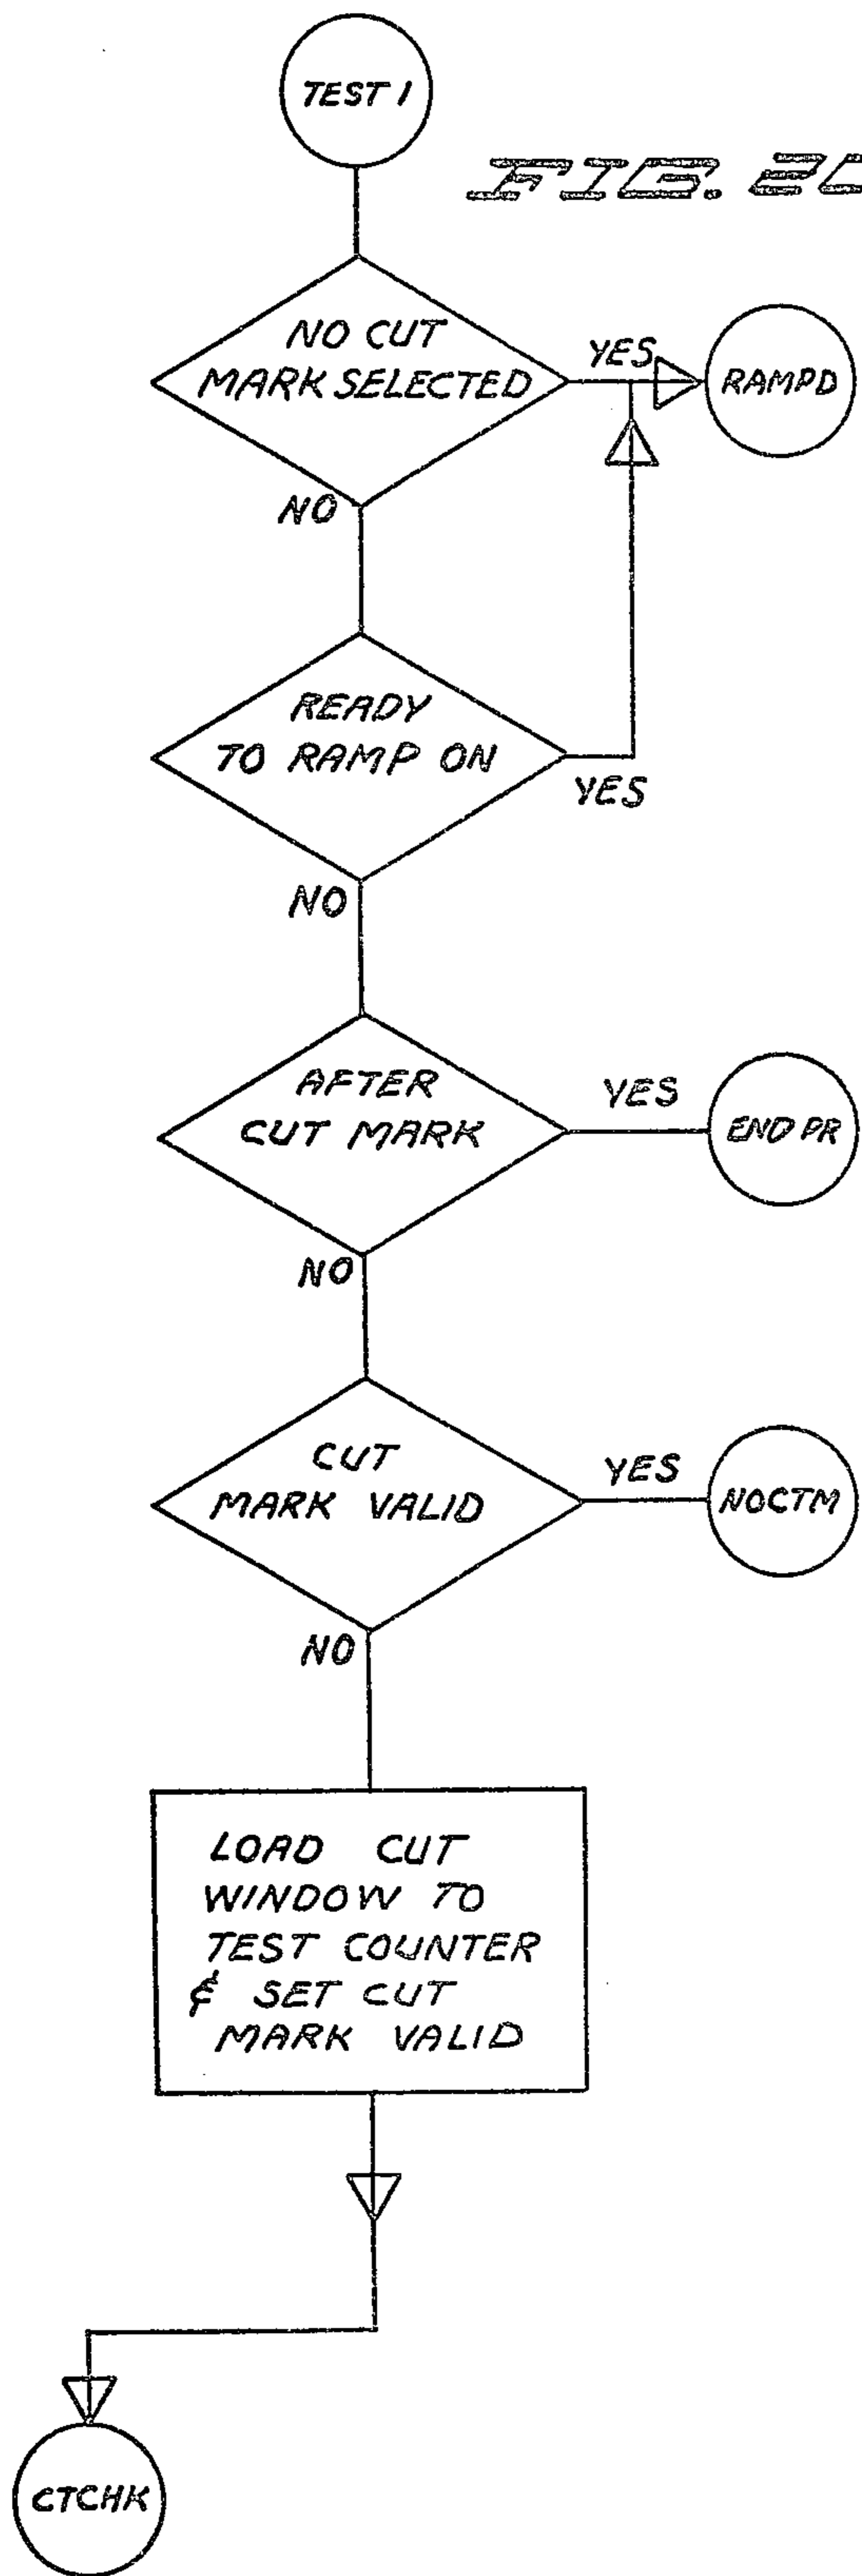 TEST 1
FIG. 20
NO CUT
MARK SELECTED
YES
RAMPD
NO
READY
TO RAMP ON
YES
NO
AFTER
CUT MARK
YES
END PR
NO
CUT
MARK VALID
YES
NOCTM
NO
LOAD CUT
WINDOW TO
TEST COUNTER
& SET CUT
MARK VALID
CTCHK